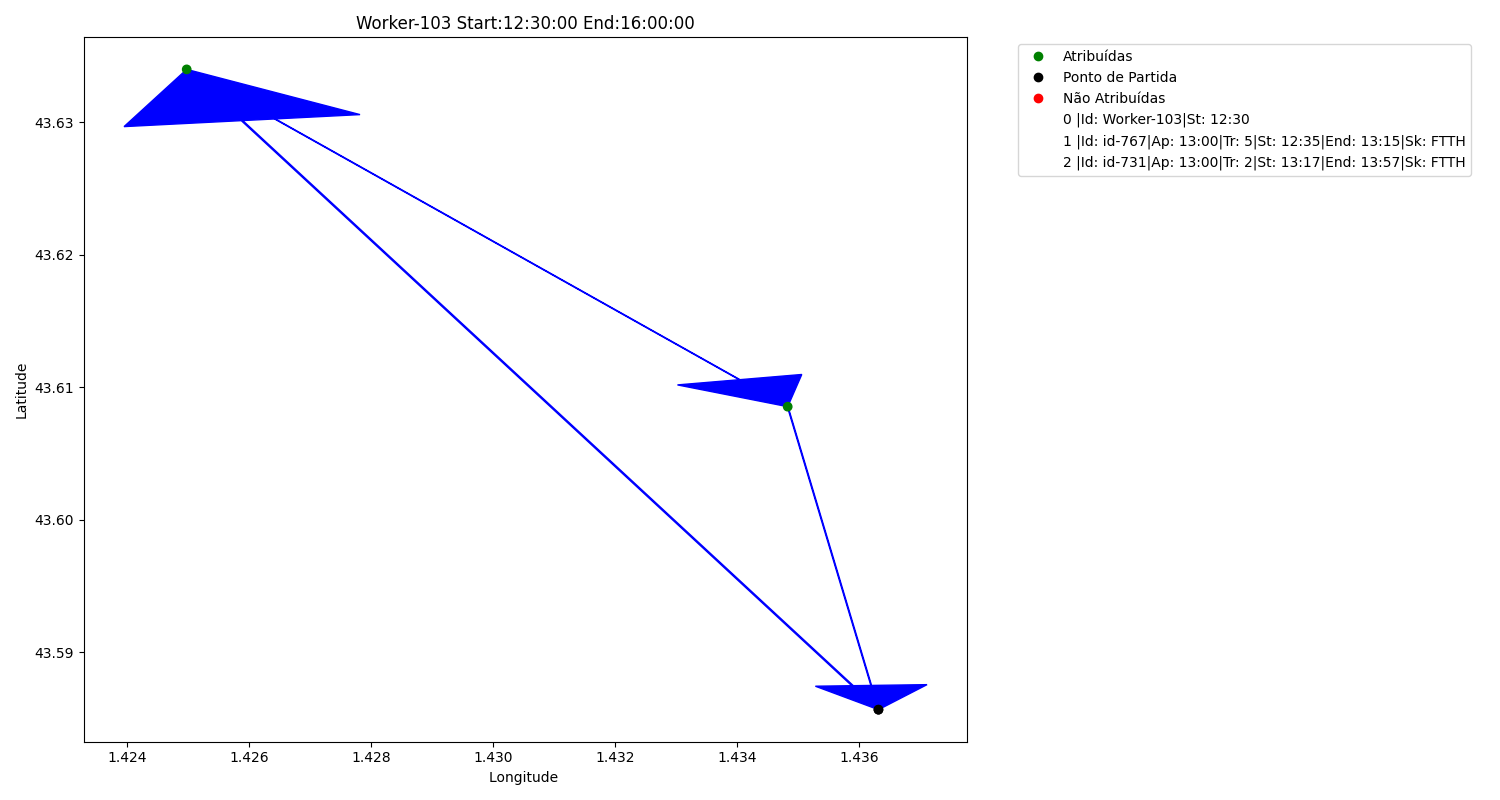 Worker-103 Start:12:30:00 End:16:00:00
Atribuídas
Ponto de Partida
Não Atribuídas
0 |Id: Worker-103|St: 12:30
1 |Id: id-767|Ap: 13:00|Tr: 5|St: 12:35|End: 13:15|Sk: FTTH
2 |Id: id-731|Ap: 13:00|Tr: 2|St: 13:17|End: 13:57|Sk: FTTH
Latitude
43.63
43.62
43.61
43.60
43.59
1.424 1.426 1.428 1.430 1.432 1.434 1.436
Longitude